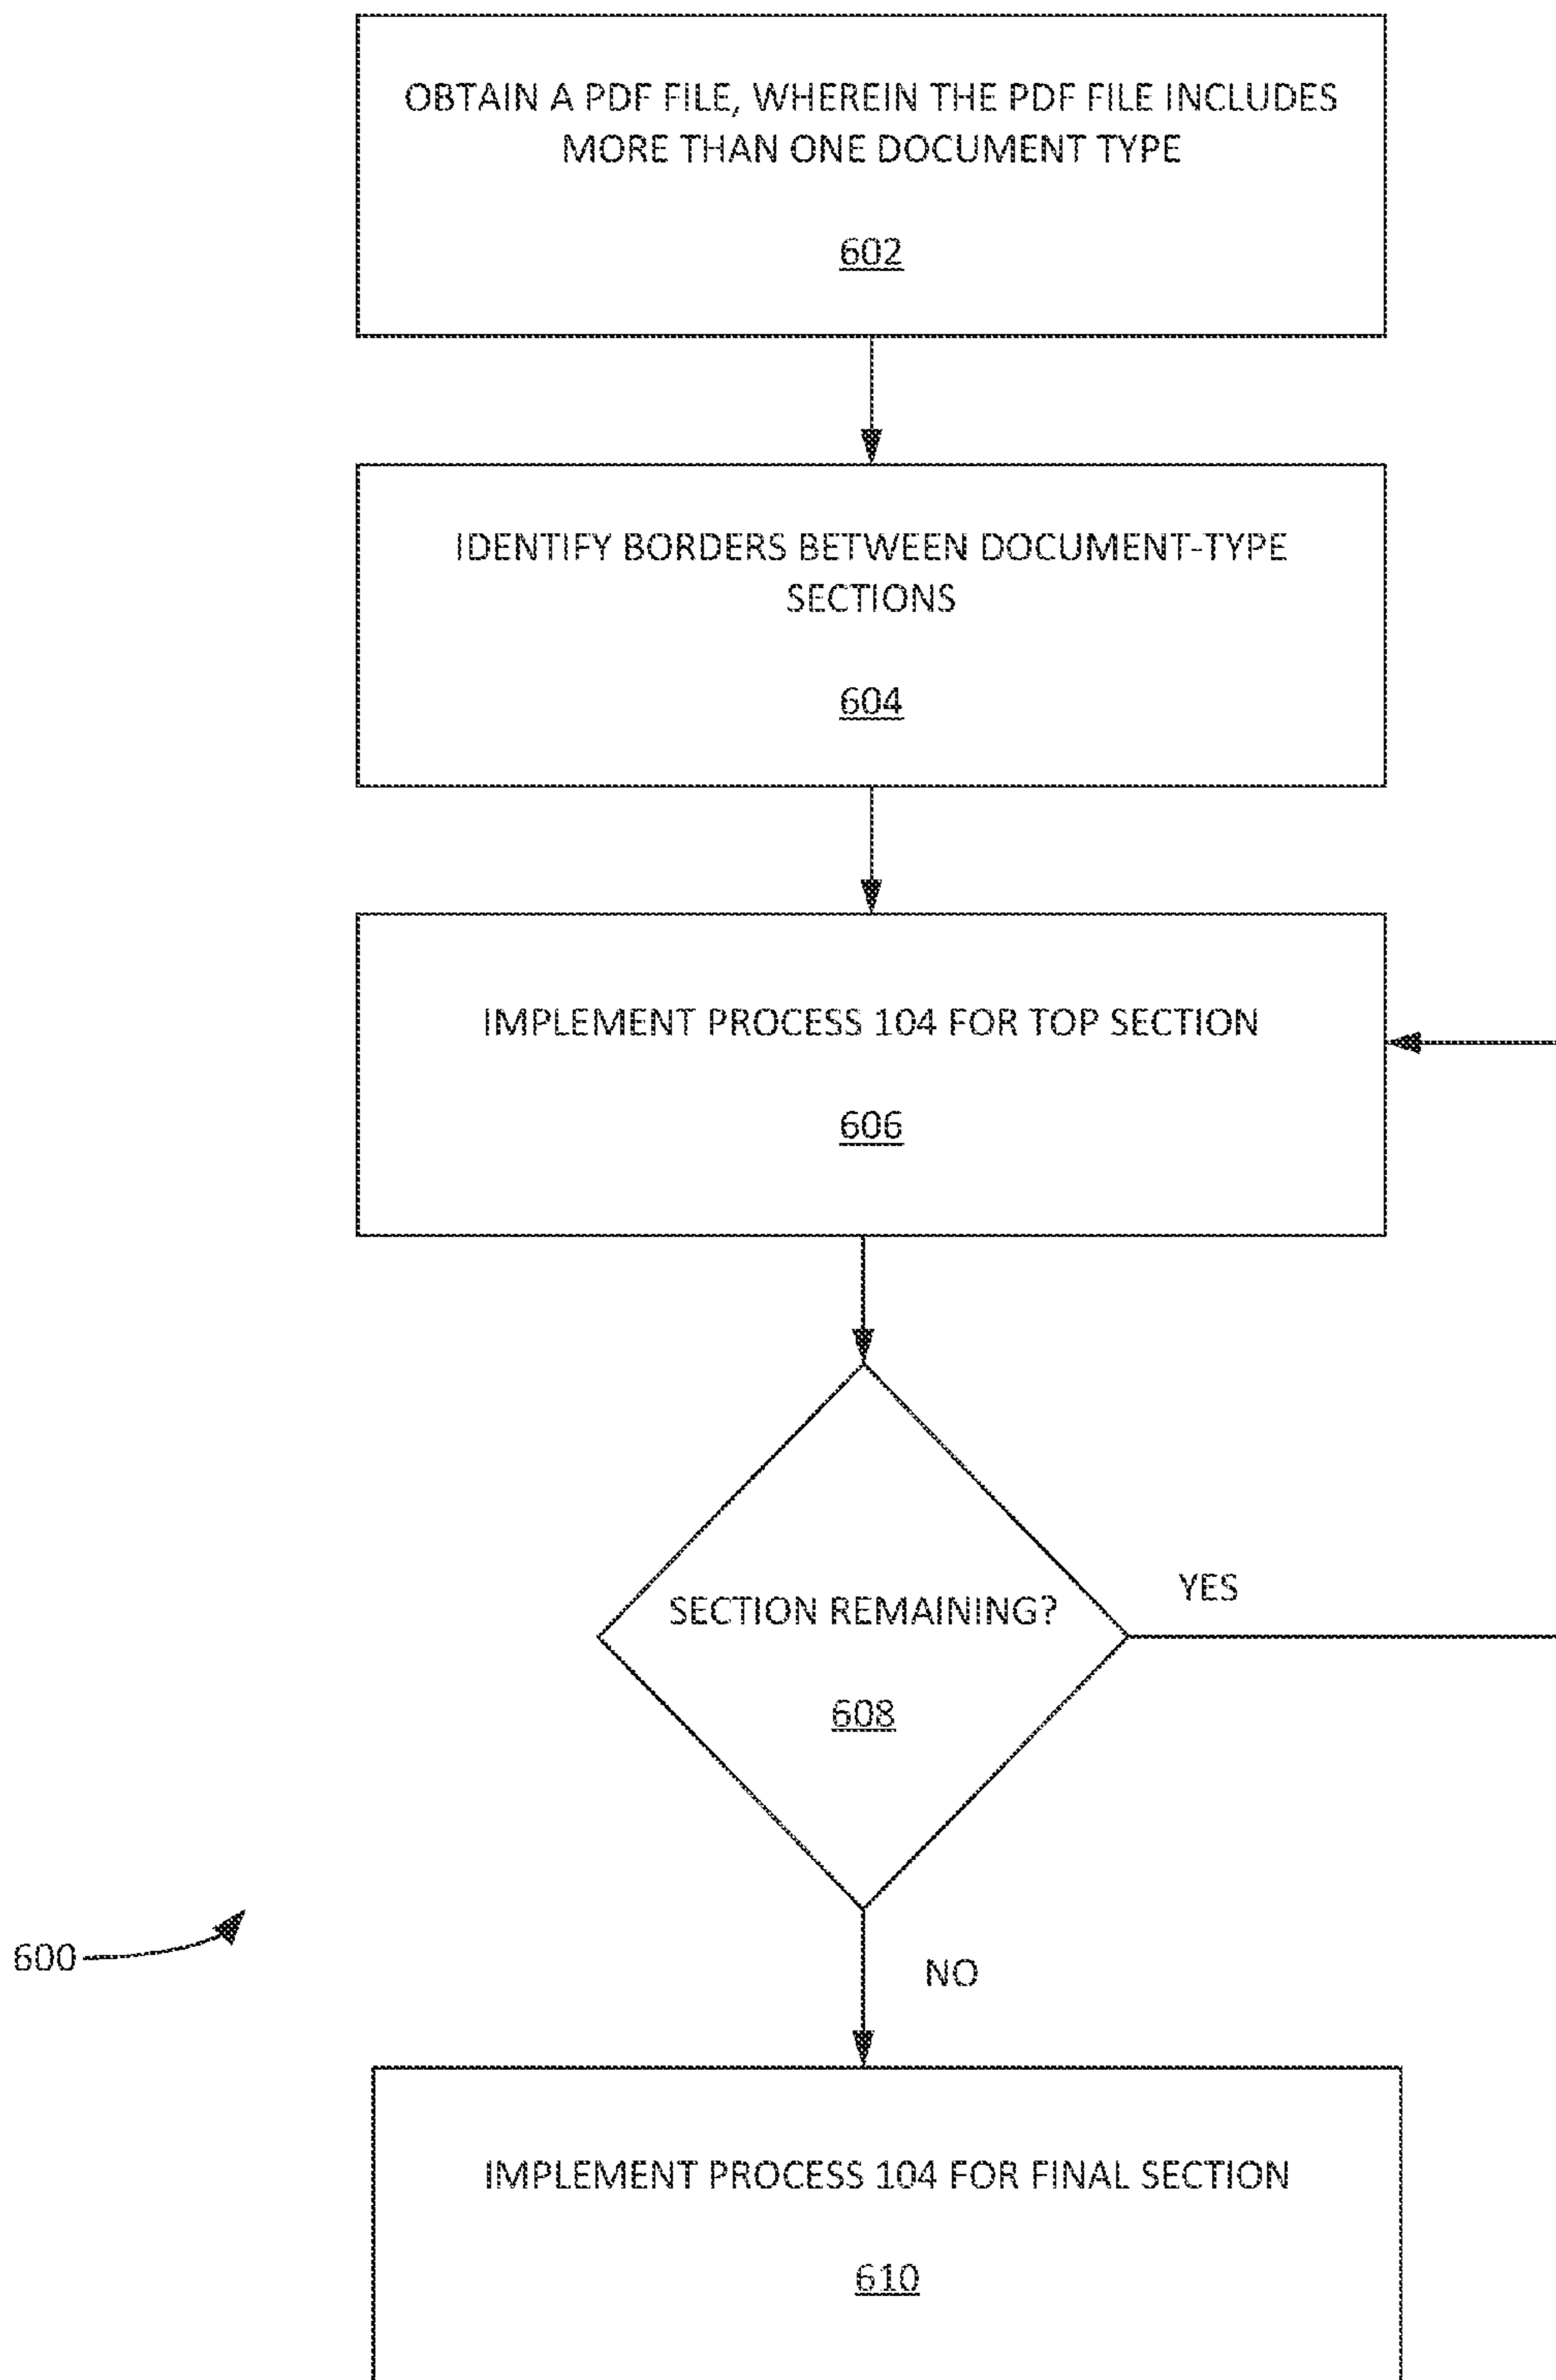 OBTAIN A PDF FILE, WHEREIN THE PDF FILE INCLUDES
MORE THAN ONE DOCUMENT TYPE
602
IDENTIFY BORDERS BETWEEN DOCUMENT-TYPE
SECTIONS
604
IMPLEMENT PROCESS 104 FOR TOP SECTION
606
YES
SECTION REMAINING?
608
600
NO
IMPLEMENT PROCESS 104 FOR FINAL SECTION
610